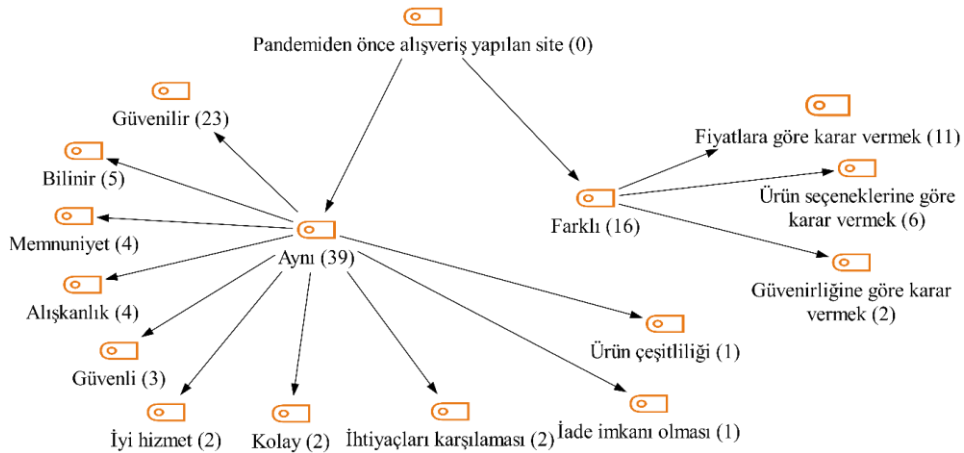 Pandemiden önce alışveriş yapılan site (0)
Güvenilir (23)
Bilinir (5)
Memnuniyet (4)
Alışkanlık (4)
Güvenli (3)
İyi hizmet (2)
Kolay (2)
İhtiyaçları karşılaması (2)
İade imkanı olması (1)
Ürün çeşitliliği (1)
Aynı (39)
Farklı (16)
Fiyatlara göre karar vermek (11)
Ürün seçeneklerine göre
karar vermek (6)
Güvenirliğine göre karar
vermek (2)